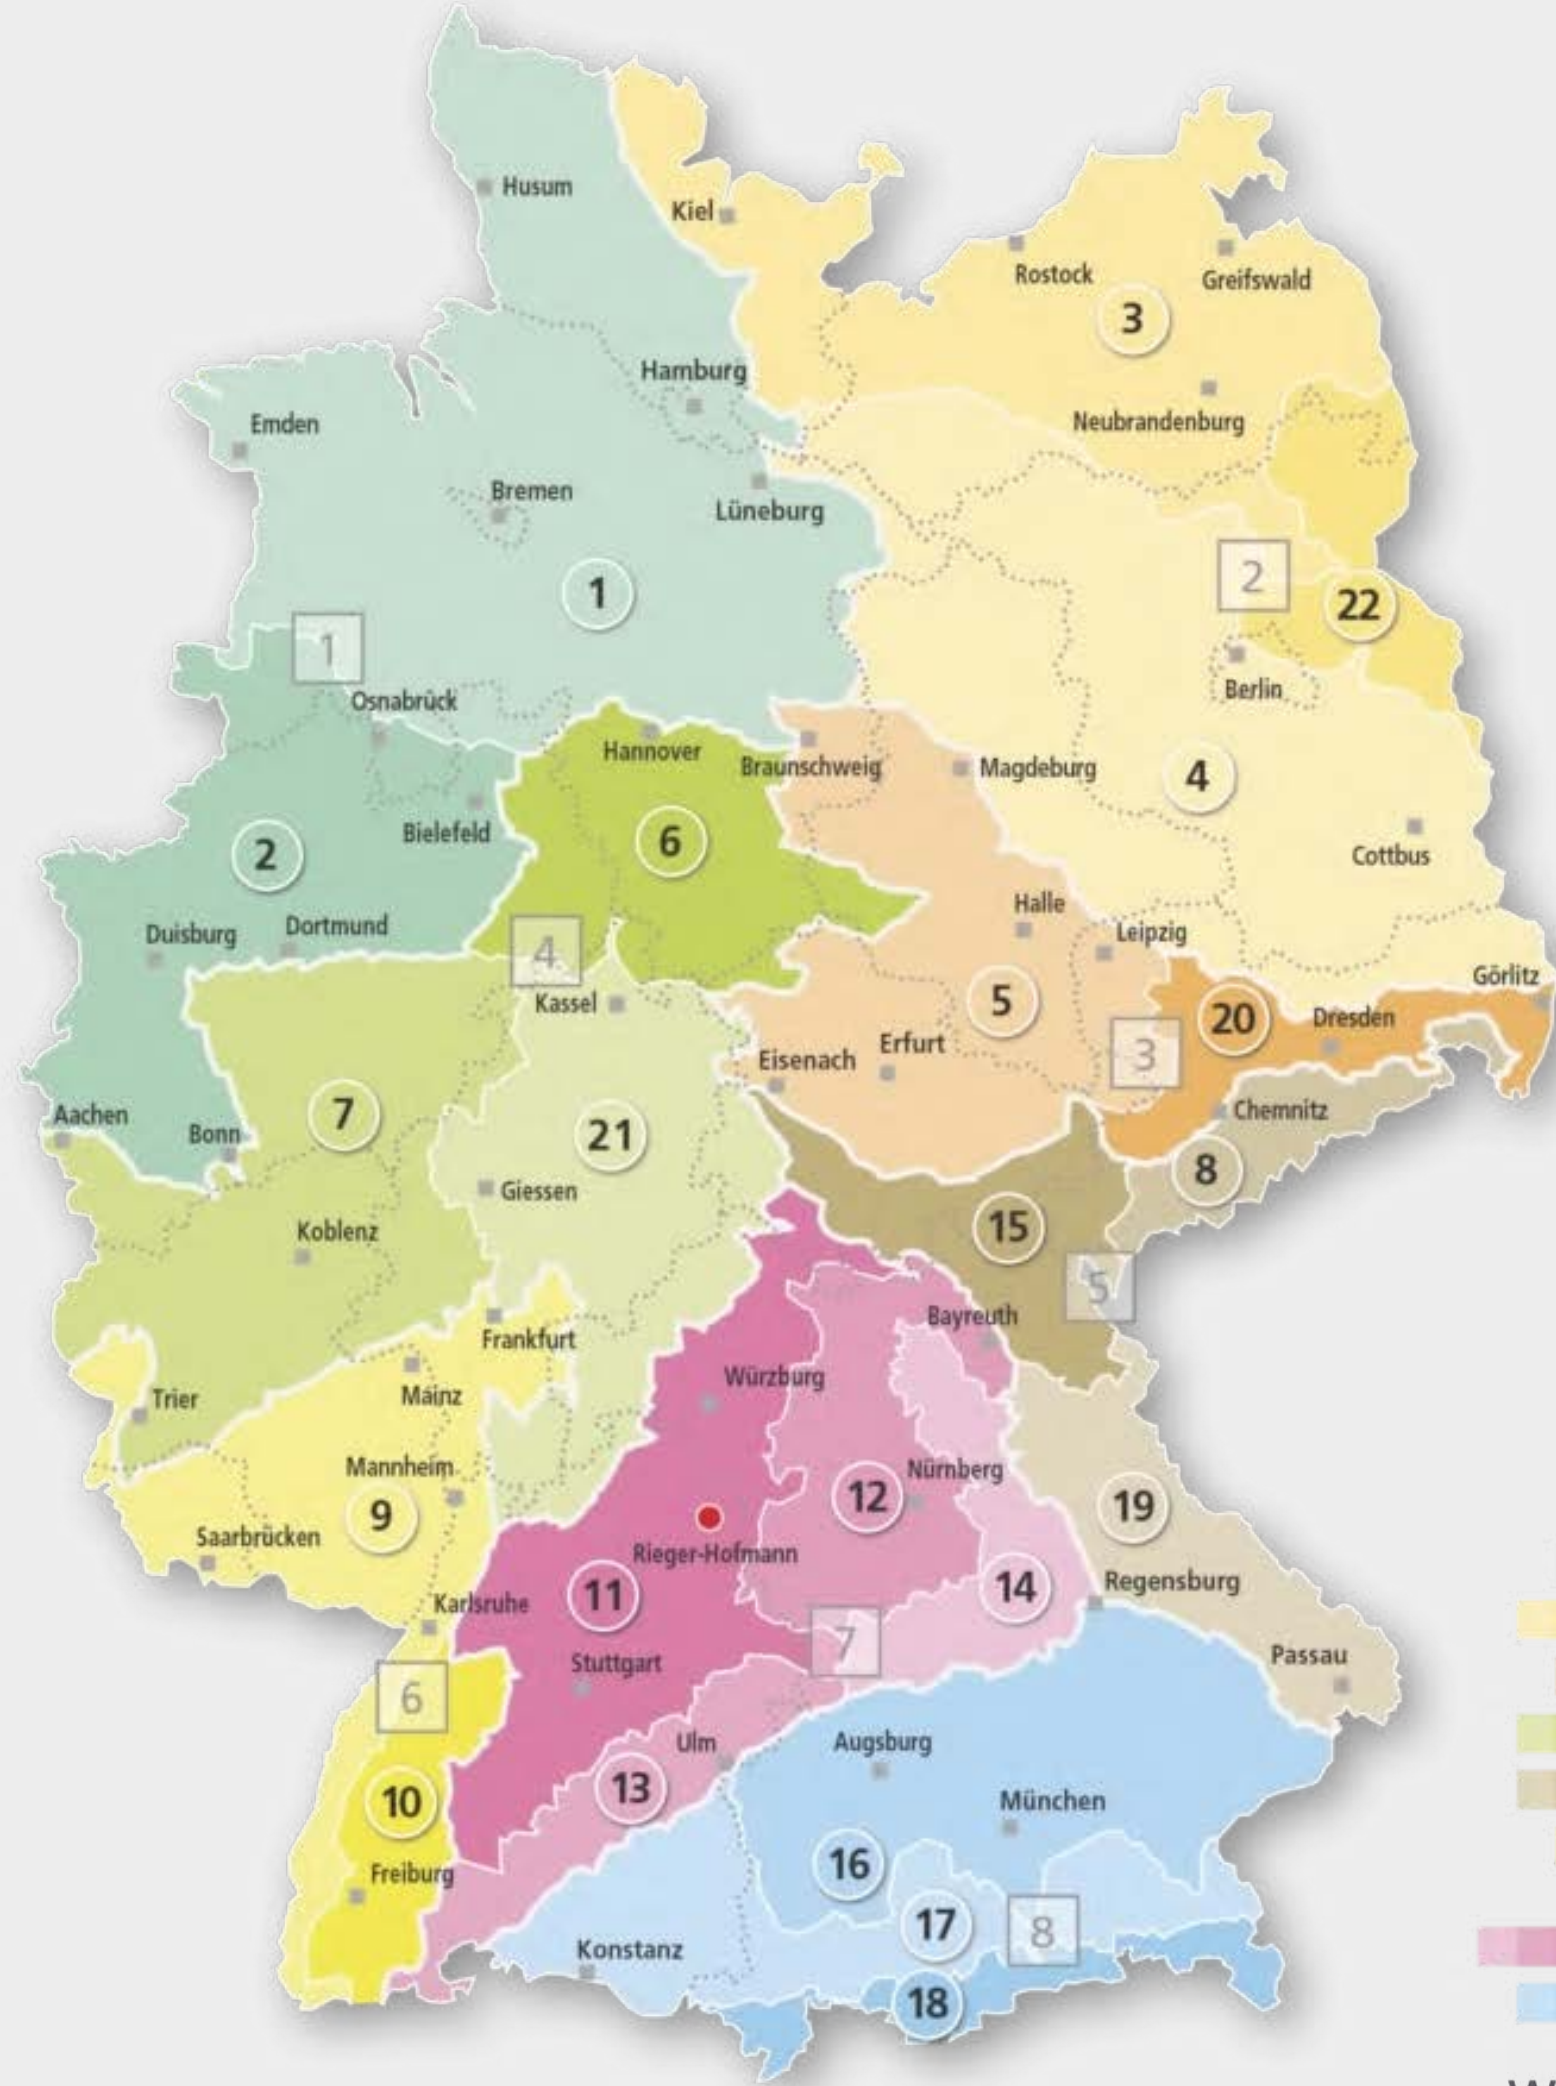 Husum
Kiel
Rostock
Greifswald
3
Hamburg
Neubrandenburg
Emden
Bremen
Lüneburg
2
1
22
1
Berlin
Osnabrück
Hannover
Braunschweig
Magdeburg
4
Bielefeld
6
2
Cottbus
Halle
Duisburg
Dortmund
Leipzig
4
Görlitz
Kassel
5
20
Dresden
Eisenach
Erfurt
3
Aachen
Bonn
7
21
Chemnitz
8
Giessen
Koblenz
15
5
Frankfurt
Bayreuth
Trier
Mainz
Würzburg
Mannheim
Nürnberg
12
9
19
Saarbrücken
Rieger-Hofmann
Karlsruhe
11
14
Regensburg
Stuttgart
7
Passau
6
Ulm
Augsburg
13
10
München
Freiburg
16
17
8
Konstanz
18